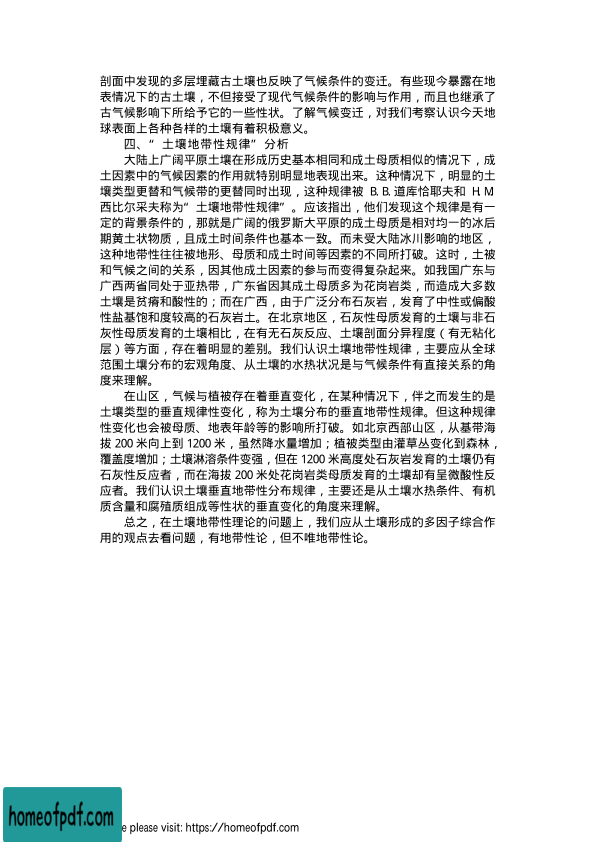 剖面中发现的多层埋藏古土壤也反映了气候条件的变迁。有些现今暴露在地
表情况下的古土壤，不但接受了现代气候条件的影响与作用，而且也继承了
古气候影响下所给予它的一些性状。了解气候变迁，对我们考察认识今天地
球表面上各种各样的土壤有着积极意义。
四、“土壤地带性规律”分析
大陆上广阔平原土壤在形成历史基本相同和成土母质相似的情况下，成
土因素中的气候因素的作用就特别明显地表现出来。这种情况下，明显的土
壤类型更替和气候带的更替同时出现，这种规律被 B.B.道库恰耶夫和 H.M
西比尔采夫称为“土壤地带性规律”。应该指出，他们发现这个规律是有一
定的背景条件的，那就是广阔的俄罗斯大平原的成土母质是相对均一的冰后
期黄土状物质，且成土时间条件也基本一致。而未受大陆冰川影响的地区，
这种地带性往往被地形、母质和成土时间等因素的不同所打破。这时，土被
和气候之间的关系，因其他成土因素的参与而变得复杂起来。如我国广东与
广西两省同处于亚热带，广东省因其成土母质多为花岗岩类，而造成大多数
土壤是贫瘠和酸性的；而在广西，由于广泛分布石灰岩，发育了中性或偏酸
性盐基饱和度较高的石灰岩土。在北京地区，石灰性母质发育的土壤与非石
灰性母质发育的土壤相比，在有无石灰反应、土壤剖面分异程度（有无粘化
层）等方面，存在着明显的差别。我们认识土壤地带性规律，主要应从全球
范围土壤分布的宏观角度、从土壤的水热状况是与气候条件有直接关系的角
度来理解。
在山区，气候与植被存在着垂直变化，在某种情况下，伴之而发生的是
土壤类型的垂直规律性变化，称为土壤分布的垂直地带性规律。但这种规律
性变化也会被母质、地表年龄等的影响所打破。如北京西部山区，从基带海
拔 200 米向上到 1200 米，虽然降水量增加；植被类型由灌草丛变化到森林，
覆盖度增加；土壤淋溶条件变强，但在 1200 米高度处石灰岩发育的土壤仍有
石灰性反应者，而在海拔 200 米处花岗岩类母质发育的土壤却有呈微酸性反
应者。我们认识土壤垂直地带性分布规律，主要还是从土壤水热条件、有机
质含量和腐殖质组成等性状的垂直变化的角度来理解。
总之，在土壤地带性理论的问题上，我们应从土壤形成的多因子综合作
用的观点去看问题，有地带性论，但不唯地带性论。
homeofpdf.com
please visit: https://homeofpdf.com